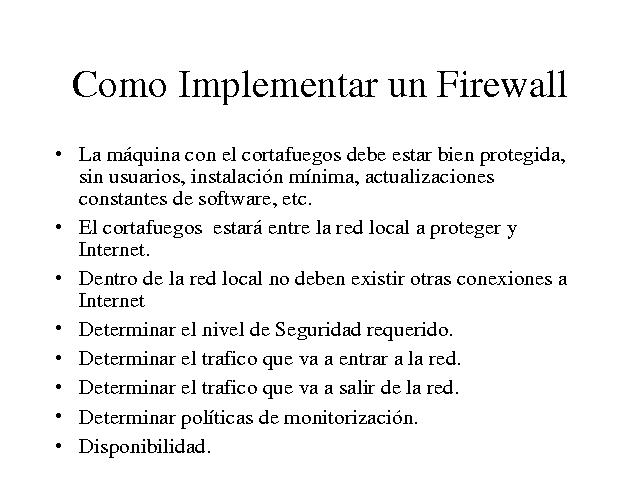 Como Implementar un Firewall
• La máquina con el cortafuegos debe estar bien protegida,
sin usuarios, instalación mínima, actualizaciones
constantes de software, etc.
• El cortafuegos  estará entre la red local a proteger y
Internet.
• Dentro de la red local no deben existir otras conexiones a
Internet
• Determinar el nivel de Seguridad requerido.
• Determinar el trafico que va a entrar a la red.
• Determinar el trafico que va a salir de la red.
• Determinar políticas de monitorización.
• Disponibilidad.